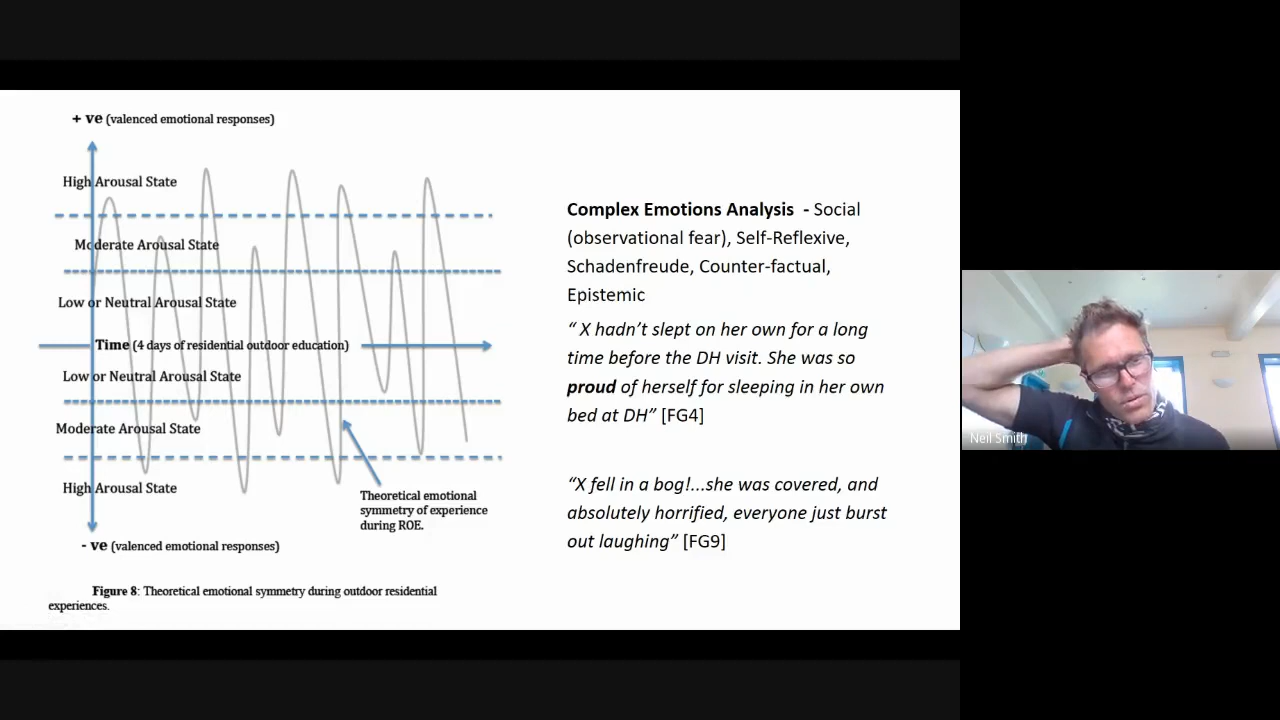 + ve (valenced emotional responses)
High Arousal State
Moderate Arousal State
Low or Neutral Arousal State
Time (4 days of residential outdoor education)
Low or Neutral Arousal State
Moderate Arousal State
High Arousal State
Theoretical emotional
symmetry of experience
during ROE.
- ve (valenced emotional responses)
Figure 8: Theoretical emotional symmetry during outdoor residential
experiences.
Complex Emotions Analysis - Social
(observational fear), Self-Reflexive,
Schadenfreude, Counter-factual,
Epistemic
“ X hadn’t slept on her own for a long
time before the DH visit. She was so
proud of herself for sleeping in her own
bed at DH” [FG4]
“X fell in a bog!...she was covered, and
absolutely horrified, everyone just burst
out laughing” [FG9]
Neil Smith